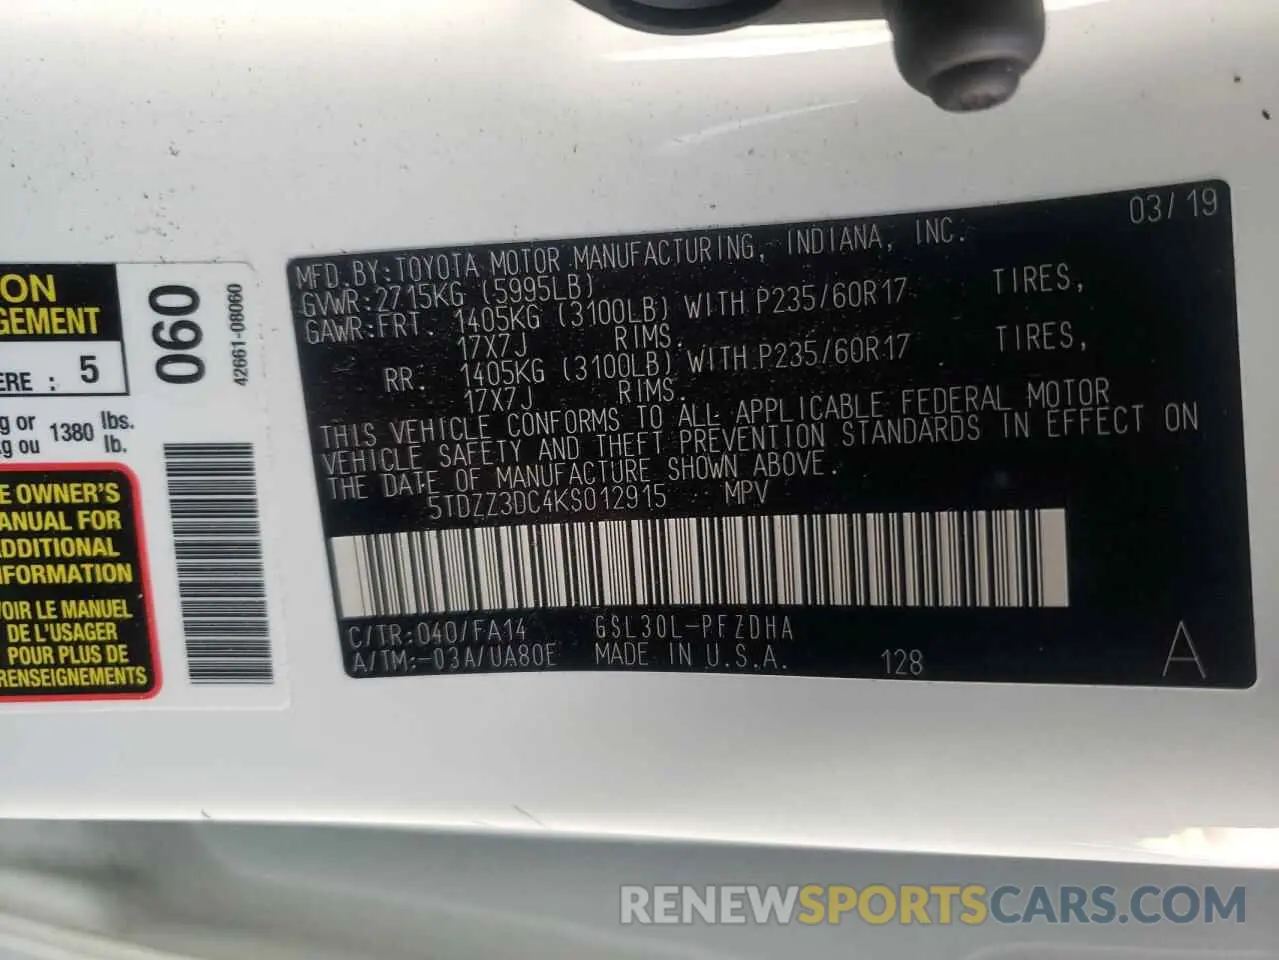 ON
GEMENT
ERE : 5
g or 1380 lbs.
g ou lb.
E OWNER'S
ANUAL FOR
DDITIONAL
FORMATION
VOIR LE MANUEL
DE L'USAGER
POUR PLUS DE
RENSEIGNEMENTS
060
42661-08060
03/19
MFD.BY:TOYOTA MOTOR MANUFACTURING, INDIANA, INC.
GVWR:2715KG (5995LB)
GAWR:FRT. 1405KG (3100LB) WITH P235/60R17 TIRES,
17X7J RIMS.
RR. 1405KG (3100LB) WITH P235/60R17 TIRES,
17X7J RIMS.
THIS VEHICLE CONFORMS TO ALL APPLICABLE FEDERAL MOTOR
VEHICLE SAFETY AND THEFT PREVENTION STANDARDS IN EFFECT ON
THE DATE OF MANUFACTURE SHOWN ABOVE.
5TDZZ3DC4KS012915 MPV
C/TR:040/FA14 GSL30L-PFZDHA
A/TM:-03A/UA80E MADE IN U.S.A. 128 A
RENEWSPORTSCARS.COM